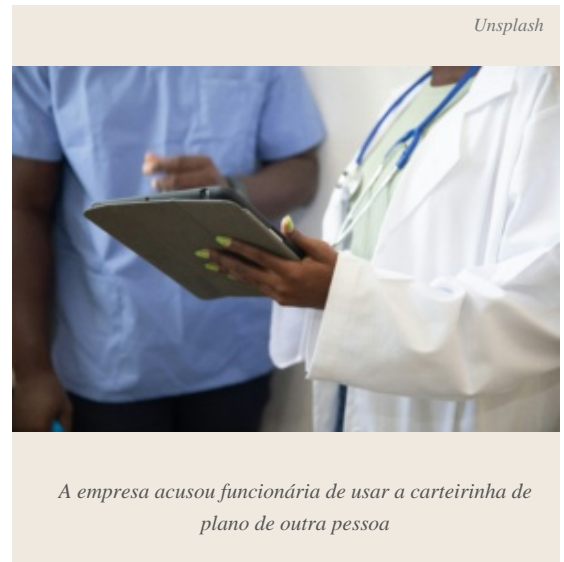 Unsplash
A empresa acusou funcionária de usar a carteirinha de
plano de outra pessoa